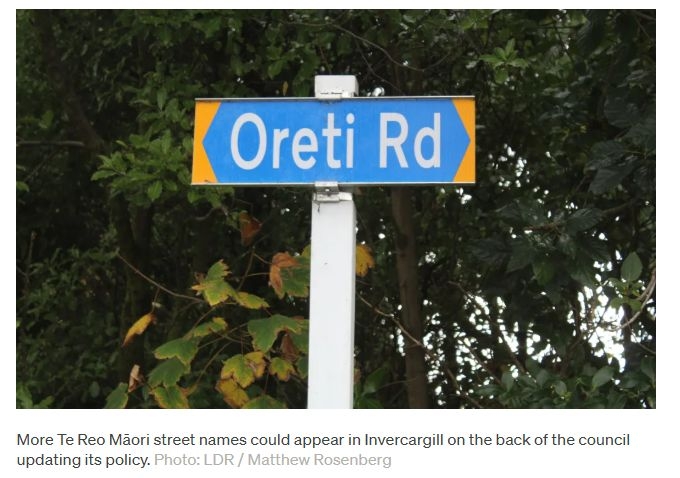 Oreti Rd
More Te Reo Māori street names could appear in Invercargill on the back of the council
updating its policy. Photo: LDR / Matthew Rosenberg